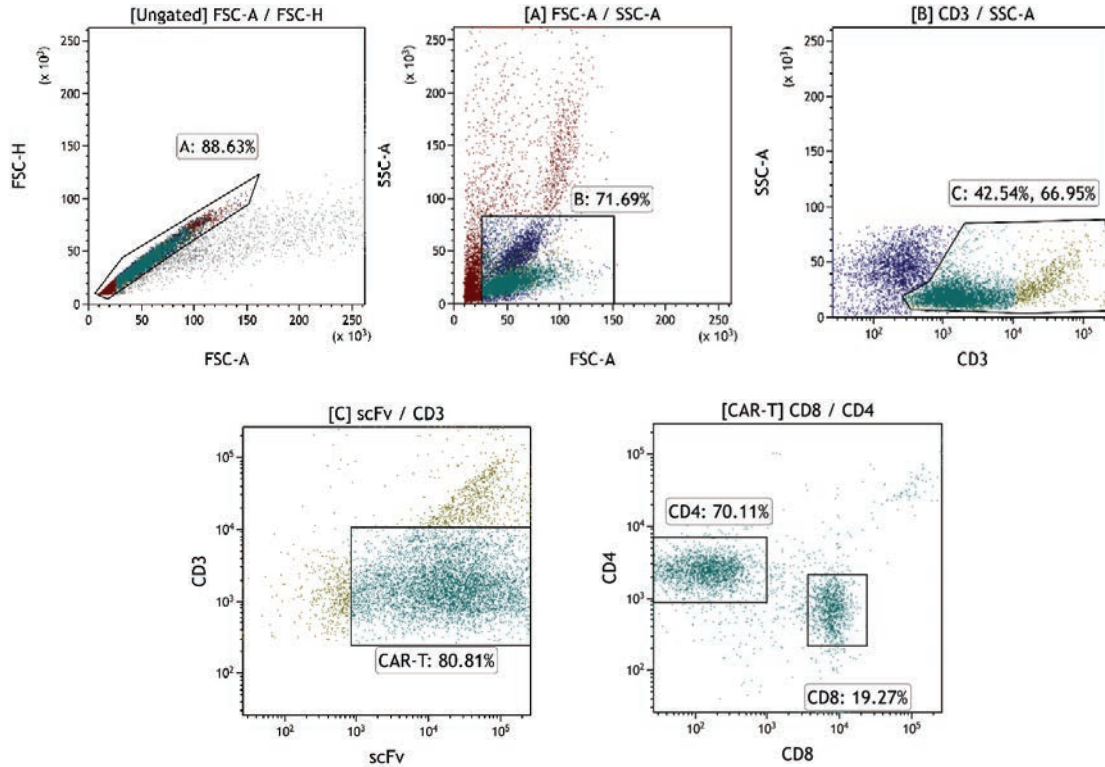 [Ungated] FSC-A / FSC-H
(x 10³)
250
200
150
100
50
0
FSC-H
A: 88.63%
0 50 100 150 200 250
(x 10³)
FSC-A
[A] FSC-A / SSC-A
(x 10³)
250
200
150
100
50
0
SSC-A
B: 71.69%
0 50 100 150 200 250
(x 10³)
FSC-A
[B] CD3 / SSC-A
(x 10³)
250
200
150
100
50
0
SSC-A
C: 42.54%, 66.95%
10² 10³ 10⁴ 10⁵
CD3
[C] scFv / CD3
10⁵
10⁴
10³
10²
CD3
CAR-T: 80.81%
10² 10³ 10⁴ 10⁵
scFv
[CAR-T] CD8 / CD4
10⁵
10⁴
10³
10²
CD4
CD4: 70.11%
CD8: 19.27%
10² 10³ 10⁴ 10⁵
CD8